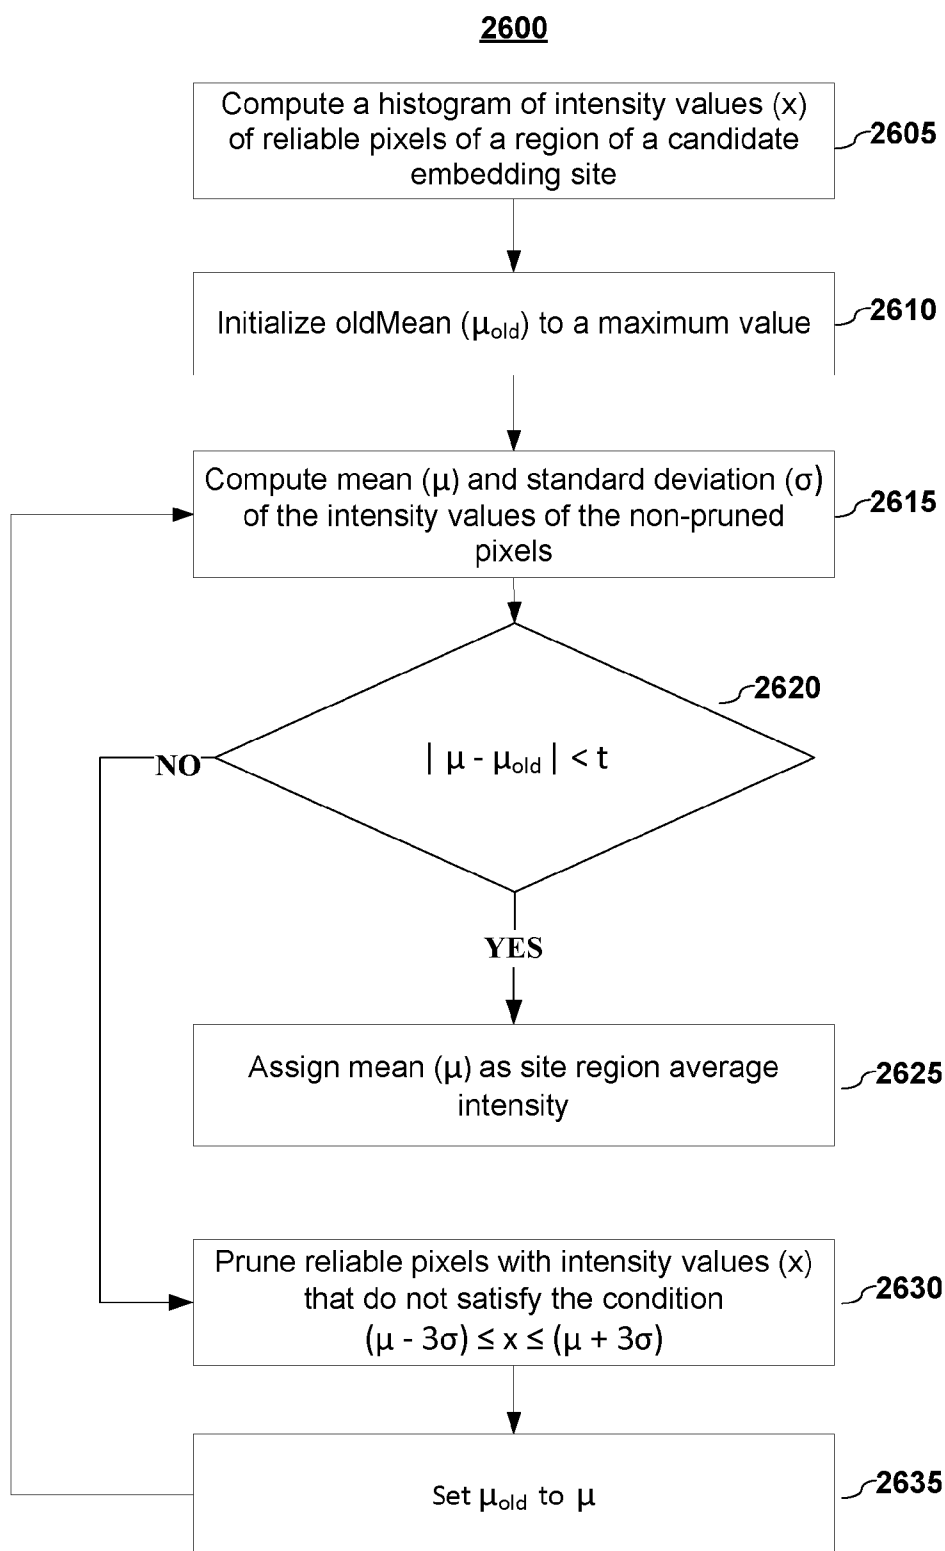 2600
Compute a histogram of intensity values (x)
of reliable pixels of a region of a candidate
embedding site
2605
Initialize oldMean (μold) to a maximum value
2610
Compute mean (μ) and standard deviation (σ)
of the intensity values of the non-pruned
pixels
2615
2620
| μ - μold | < t
NO
YES
Assign mean (μ) as site region average
intensity
2625
Prune reliable pixels with intensity values (x)
that do not satisfy the condition
(μ - 3σ) ≤ x ≤ (μ + 3σ)
2630
Set μold to μ
2635